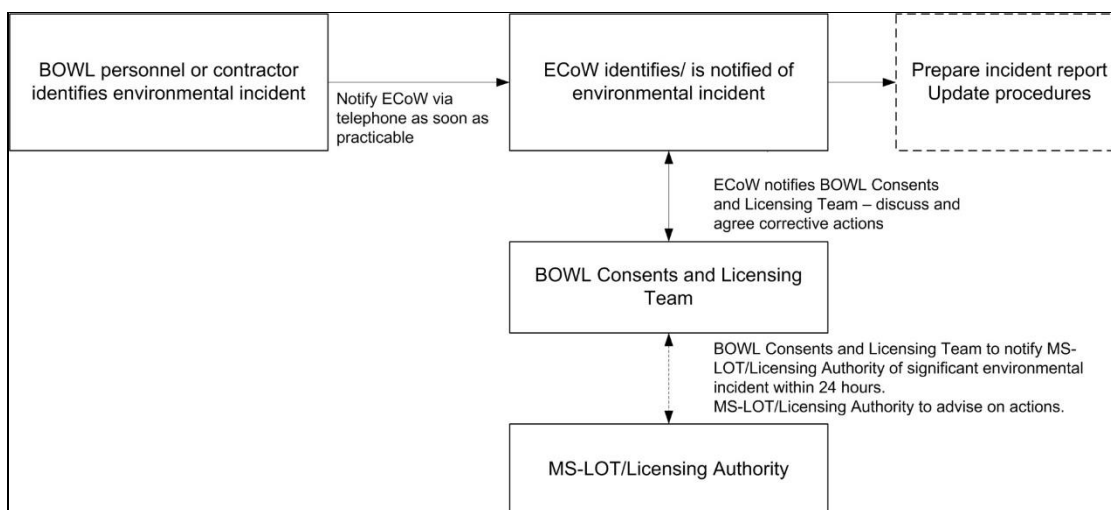 BOWL personnel or contractor
identifies environmental incident
Notify ECoW via
telephone as soon as
practicable
ECoW identifies/ is notified of
environmental incident
Prepare incident report
Update procedures
ECoW notifies BOWL Consents
and Licensing Team – discuss and
agree corrective actions
BOWL Consents and Licensing
Team
BOWL Consents and Licensing Team to notify MS-
LOT/Licensing Authority of significant environmental
incident within 24 hours.
MS-LOT/Licensing Authority to advise on actions.
MS-LOT/Licensing Authority